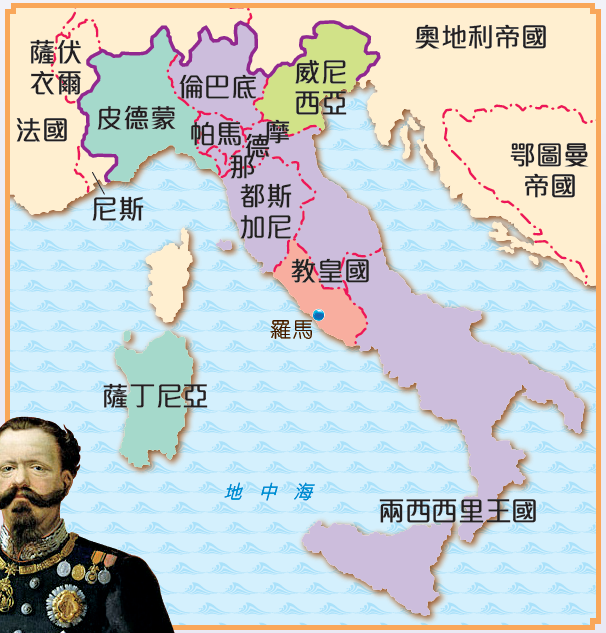 奧地利帝國
薩伏
衣爾
威尼
西亞
倫巴底
皮德蒙
法國
帕馬
摩
德
那
鄂圖曼
帝國
尼斯
都斯
加尼
教皇國
羅馬
薩丁尼亞
地中海
兩西西里王國